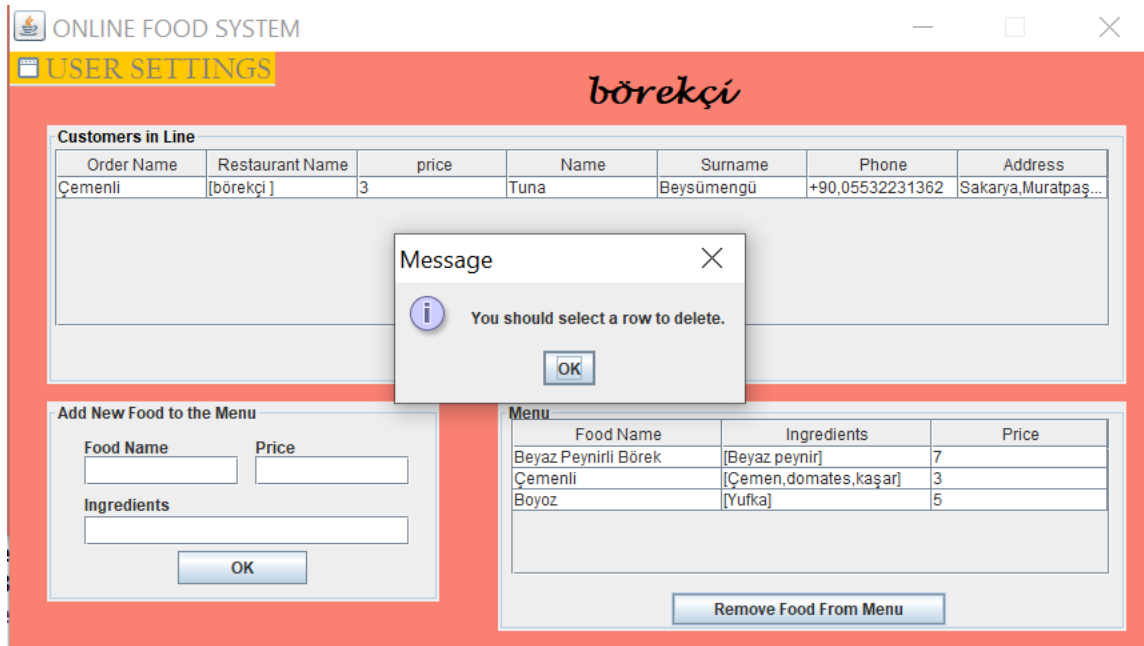 ONLINE FOOD SYSTEM
USER SETTINGS
börekçi
Customers in Line
Order Name Restaurant Name price Name Surname Phone Address
Çemenli [börekçi ] 3 Tuna Beysümengü +90,05532231362 Sakarya,Muratpaş...
Message
You should select a row to delete.
OK
Add New Food to the Menu
Food Name Price
Ingredients
OK
Menu
Food Name Ingredients Price
Beyaz Peynirli Börek [Beyaz peynir] 7
Çemenli [Çemen,domates,kaşar] 3
Boyoz [Yufka] 5
Remove Food From Menu